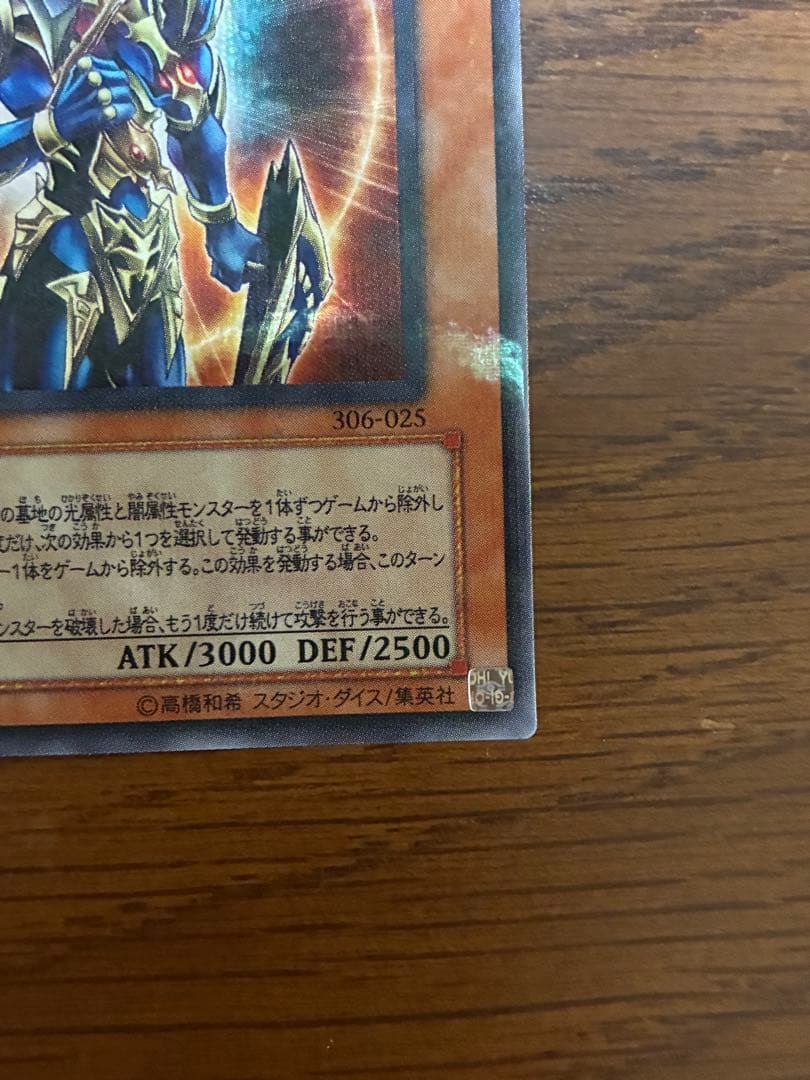 306-025
の墓地の光属性と闇属性モンスターを1体ずつゲームから除外し
度だけ、次の効果から1つを選択して発動する事ができる。
ー1体をゲームから除外する。この効果を発動する場合、このターン
ンスターを破壊した場合、もう1度だけ続けて攻撃を行う事ができる。
ATK/3000 DEF/2500
©高橋和希 スタジオ・ダイス/集英社